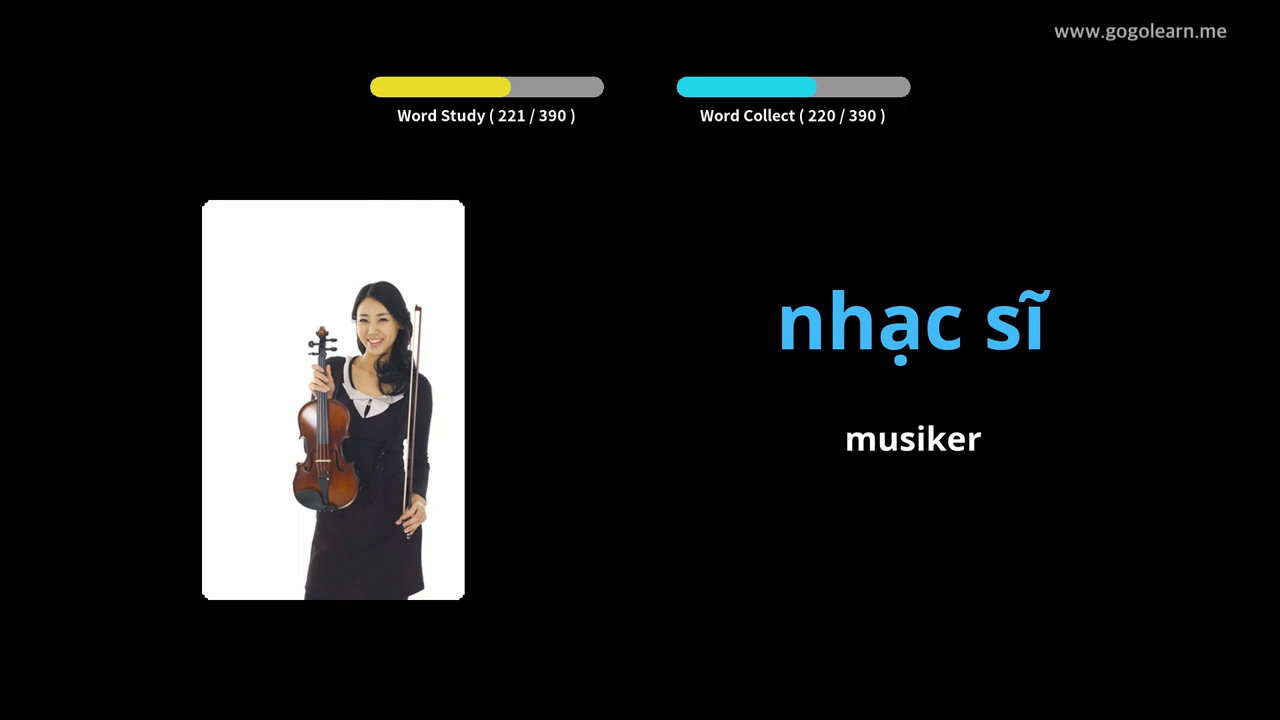 www.gogolearn.me
Word Study ( 221 / 390 )
Word Collect ( 220 / 390 )
nhạc sĩ
musiker